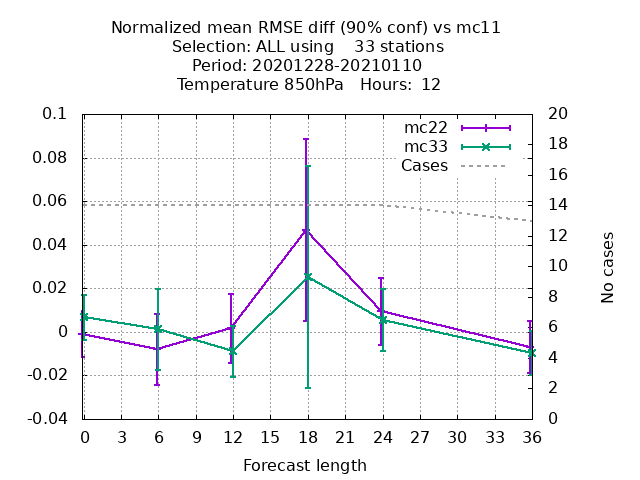 Normalized mean RMSE diff (90% conf) vs mc11
Selection: ALL using    33 stations
Period: 20201228-20210110
Temperature 850hPa   Hours:  12
mc22
mc33
Cases
0.1
0.08
0.06
0.04
0.02
0
-0.02
-0.04
20
18
16
14
12
10
8
6
4
2
0
No cases
0 3 6 9 12 15 18 21 24 27 30 33 36
Forecast length